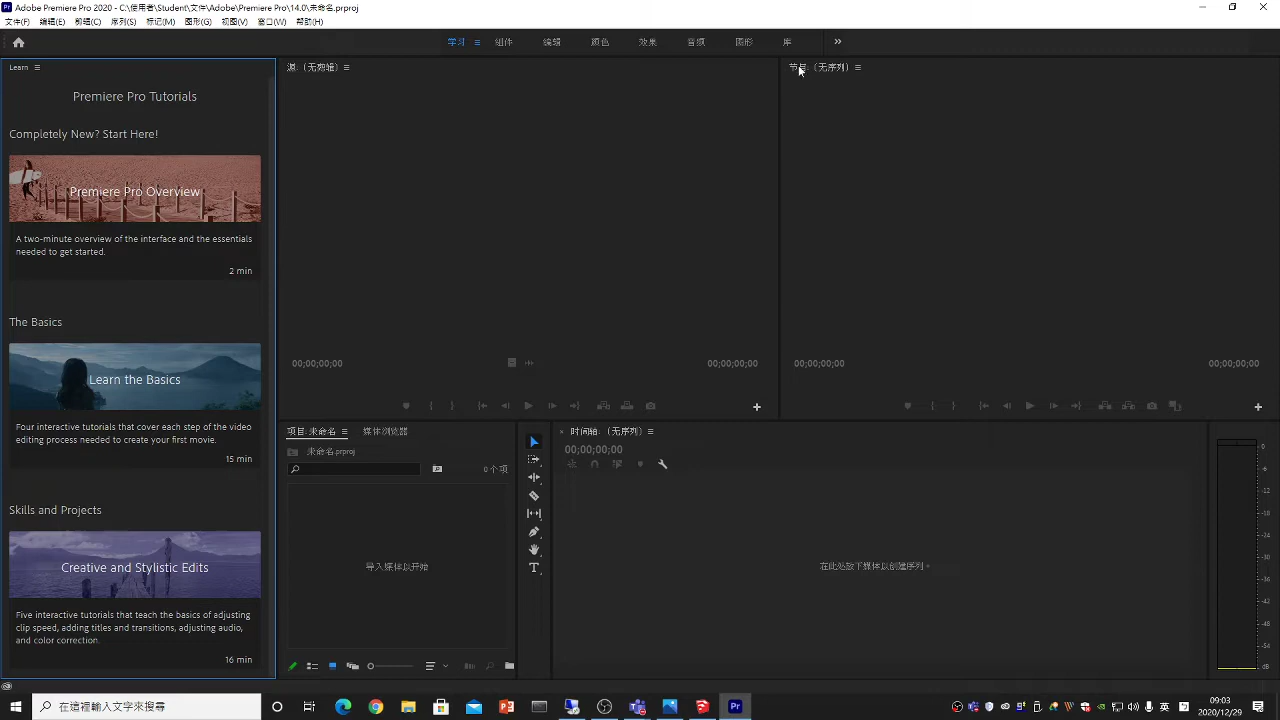 Adobe Premiere Pro 2020 - C:\使用者\Student\文件\Adobe\Premiere Pro\14.0\未命名.prproj
文件(F) 编辑(E) 剪辑(C) 序列(S) 标记(M) 图形(G) 视图(V) 窗口(W) 帮助(H)
学习 组件 编辑 颜色 效果 音频 图形 库
Learn
源: (无剪辑)
节目: (无序列)
Premiere Pro Tutorials
Completely New? Start Here!
Premiere Pro Overview
A two-minute overview of the interface and the essentials
needed to get started.
2 min
The Basics
Learn the Basics
Four interactive tutorials that cover each step of the video
editing process needed to create your first movie.
15 min
Skills and Projects
Creative and Stylistic Edits
Five interactive tutorials that teach the basics of adjusting
clip speed, adding titles and transitions, adjusting audio,
and color correction.
16 min
00;00;00;00 00;00;00;00
00;00;00;00 00;00;00;00
项目: 未命名 媒体浏览器
未命名.prproj
0 个项
导入媒体以开始
× 时间轴: (无序列)
00;00;00;00
在此处放下媒体以创建序列。
0
-6
-12
-18
-24
-30
-36
-42
-48
-54
dB
在這裡輸入文字來搜尋
09:03
2020/12/29